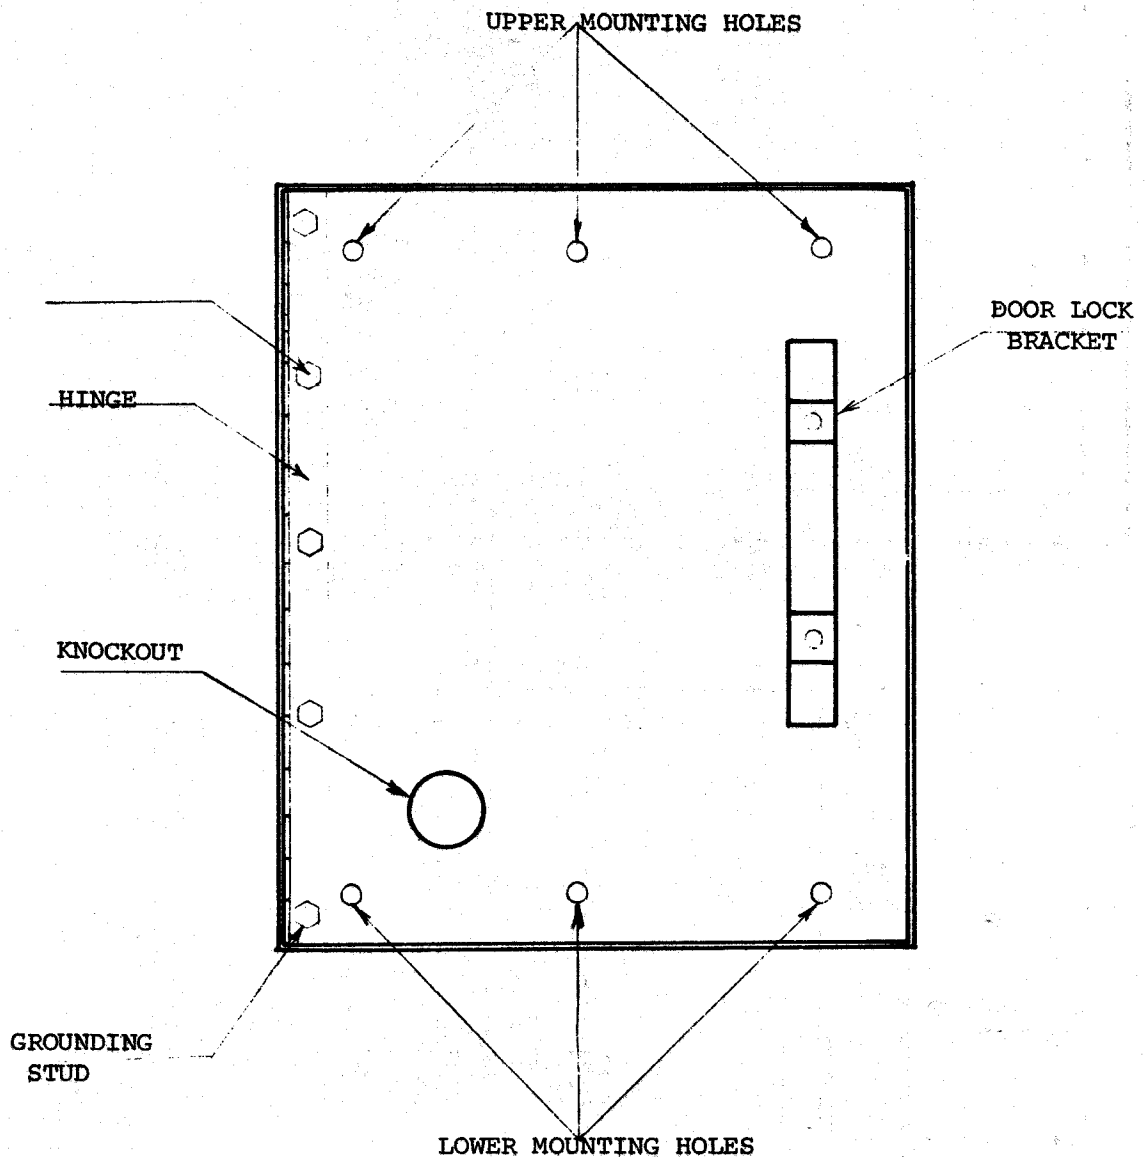 UPPER MOUNTING HOLES
DOOR LOCK
BRACKET
HINGE
KNOCKOUT
GROUNDING
STUD
LOWER MOUNTING HOLES